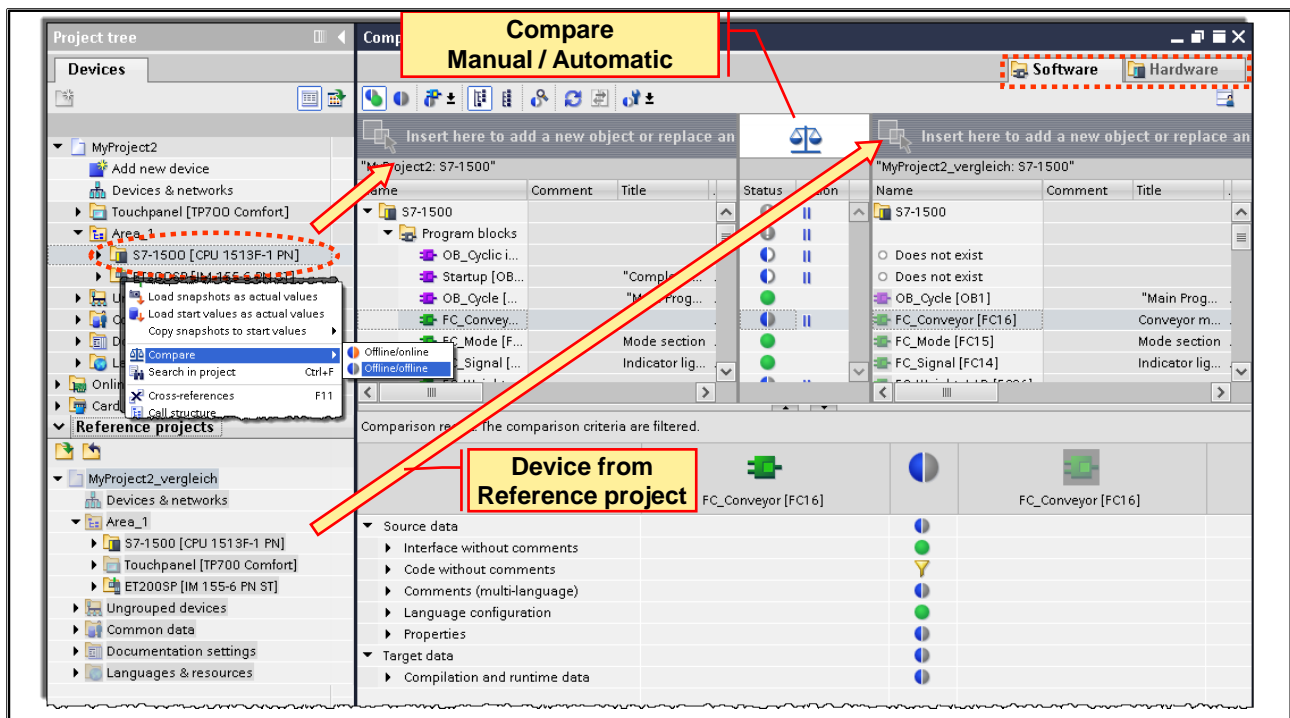 Compare
Manual / Automatic
Project tree
Devices
MyProject2
Add new device
Devices & networks
Touchpanel [TP700 Comfort]
Area_1
S7-1500 [CPU 1513F-1 PN]
Load snapshots as actual values
Load start values as actual values
Copy snapshots to start values
Compare
Search in project Ctrl+F
Cross-references F11
Call structure
Offline/online
Offline/offline
Reference projects
MyProject2_vergleich
Devices & networks
Area_1
S7-1500 [CPU 1513F-1 PN]
Touchpanel [TP700 Comfort]
ET200SP [IM 155-6 PN ST]
Ungrouped devices
Common data
Documentation settings
Languages & resources
Software Hardware
Insert here to add a new object or replace an
Insert here to add a new object or replace an
"MyProject2: S7-1500"
"MyProject2_vergleich: S7-1500"
Name Comment Title Status Name Comment Title
S7-1500 S7-1500
Program blocks
OB_Cyclic i... Does not exist
Startup [OB... Does not exist
OB_Cycle [... "Main Prog... OB_Cycle [OB1] "Main Prog...
FC_Convey... FC_Conveyor [FC16] Conveyor m...
FC_Mode [F... Mode section FC_Mode [FC15] Mode section
Signal [... Indicator lig... FC_Signal [FC14] Indicator lig...
The comparison criteria are filtered.
Device from
Reference project
FC_Conveyor [FC16] FC_Conveyor [FC16]
Source data
Interface without comments
Code without comments
Comments (multi-language)
Language configuration
Properties
Target data
Compilation and runtime data